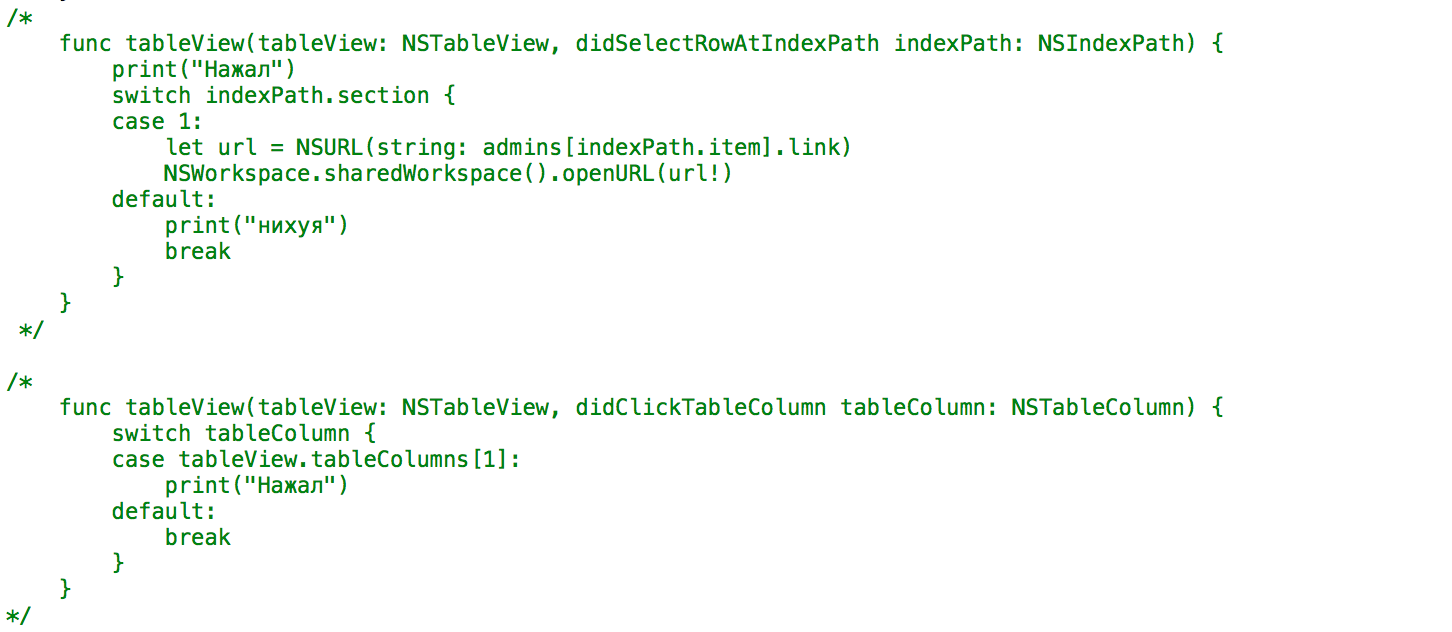 /*
    func tableView(tableView: NSTableView, didSelectRowAtIndexPath indexPath: NSIndexPath) {
        print("Нажал")
        switch indexPath.section {
        case 1:
            let url = NSURL(string: admins[indexPath.item].link)
            NSWorkspace.sharedWorkspace().openURL(url!)
        default:
            print("нихуя")
            break
        }
    }
 */

/*
    func tableView(tableView: NSTableView, didClickTableColumn tableColumn: NSTableColumn) {
        switch tableColumn {
        case tableView.tableColumns[1]:
            print("Нажал")
        default:
            break
        }
    }
*/